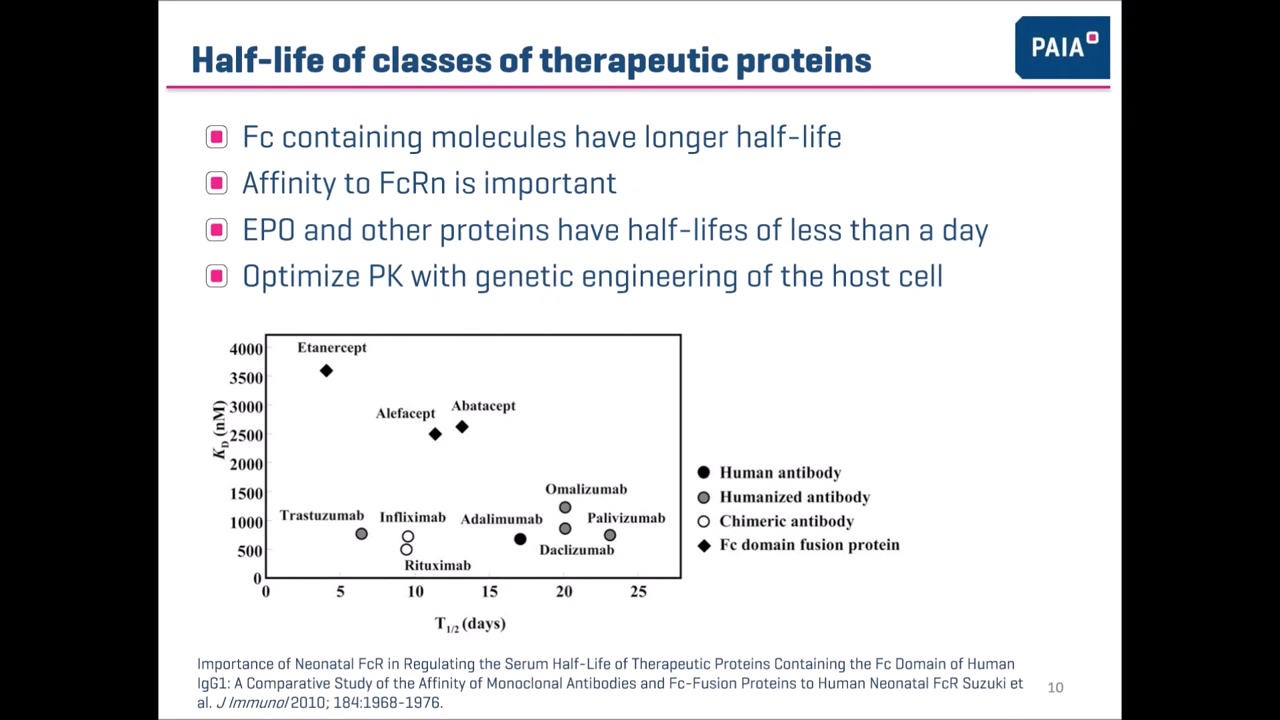 Half-life of classes of therapeutic proteins
PAIA
Fc containing molecules have longer half-life
Affinity to FcRn is important
EPO and other proteins have half-lifes of less than a day
Optimize PK with genetic engineering of the host cell
4000
3500
3000
2500
2000
1500
1000
500
0
KD (nM)
Etanercept
Alefacept
Abatacept
Omalizumab
Trastuzumab
Infliximab
Adalimumab
Palivizumab
Daclizumab
Rituximab
0 5 10 15 20 25
T1/2 (days)
Human antibody
Humanized antibody
Chimeric antibody
Fc domain fusion protein
Importance of Neonatal FcR in Regulating the Serum Half-Life of Therapeutic Proteins Containing the Fc Domain of Human
IgG1: A Comparative Study of the Affinity of Monoclonal Antibodies and Fc-Fusion Proteins to Human Neonatal FcR Suzuki et
al. J Immunol 2010; 184:1968-1976.
10